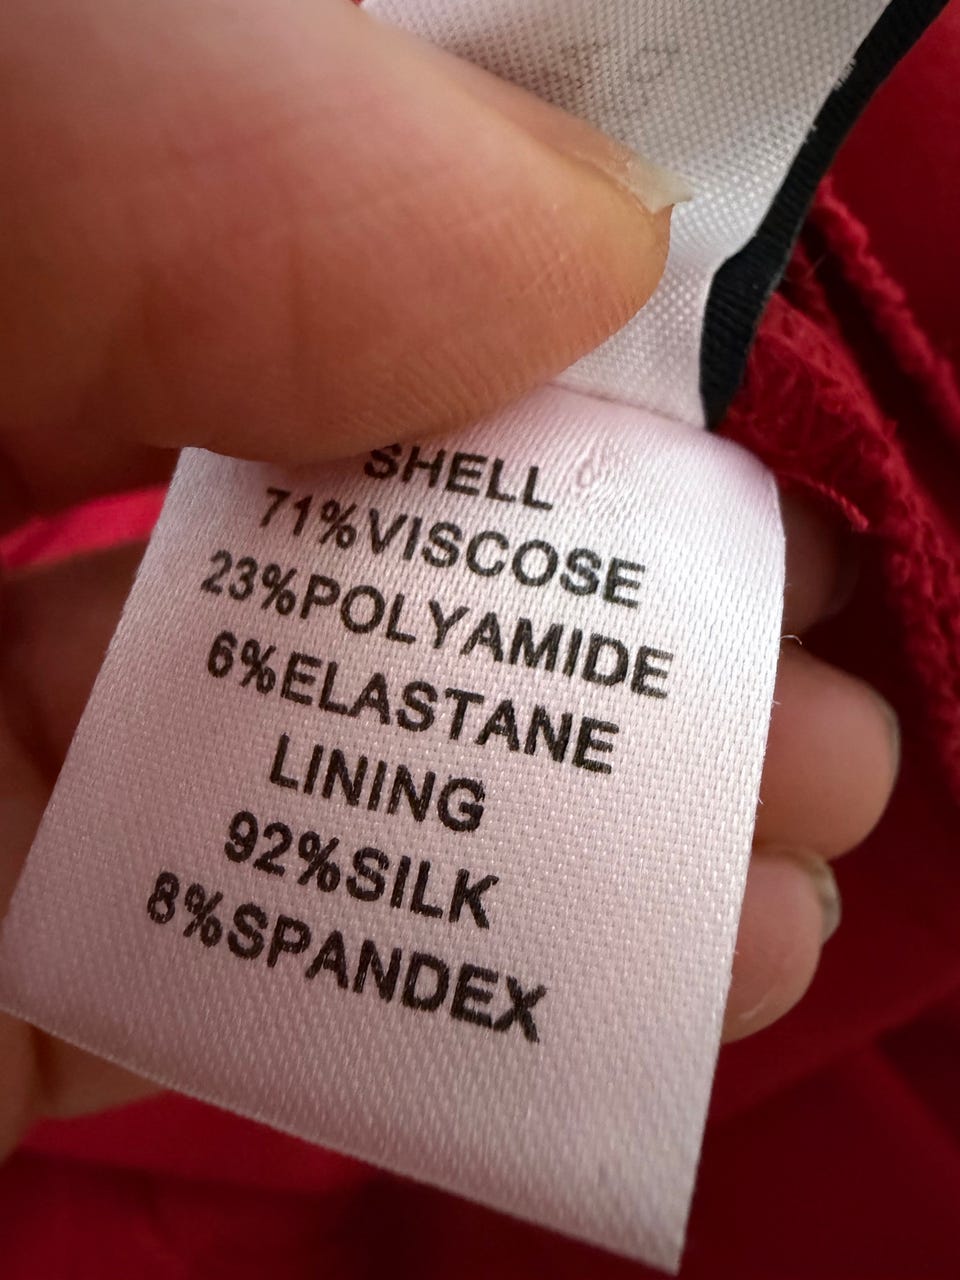 SHELL
71%VISCOSE
23%POLYAMIDE
6%ELASTANE
LINING
92%SILK
8%SPANDEX